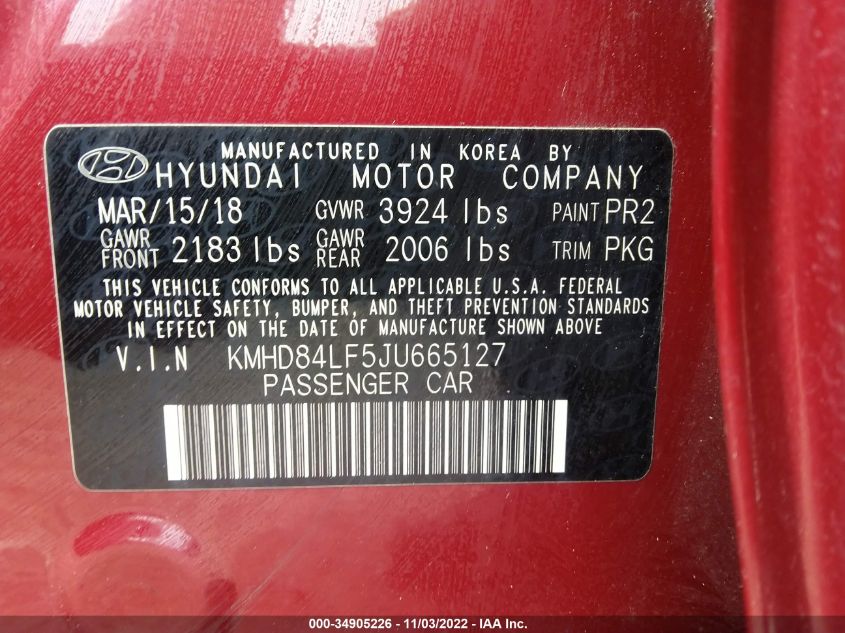 MANUFACTURED IN KOREA BY
HYUNDAI MOTOR COMPANY
MAR/15/18 GVWR 3924 lbs PAINT PR2
GAWR FRONT 2183 lbs GAWR REAR 2006 lbs TRIM PKG
THIS VEHICLE CONFORMS TO ALL APPLICABLE U.S.A. FEDERAL
MOTOR VEHICLE SAFETY, BUMPER, AND THEFT PREVENTION STANDARDS
IN EFFECT ON THE DATE OF MANUFACTURE SHOWN ABOVE
V.I.N KMHD84LF5JU665127
PASSENGER CAR
000-34905226 - 11/03/2022 - IAA Inc.